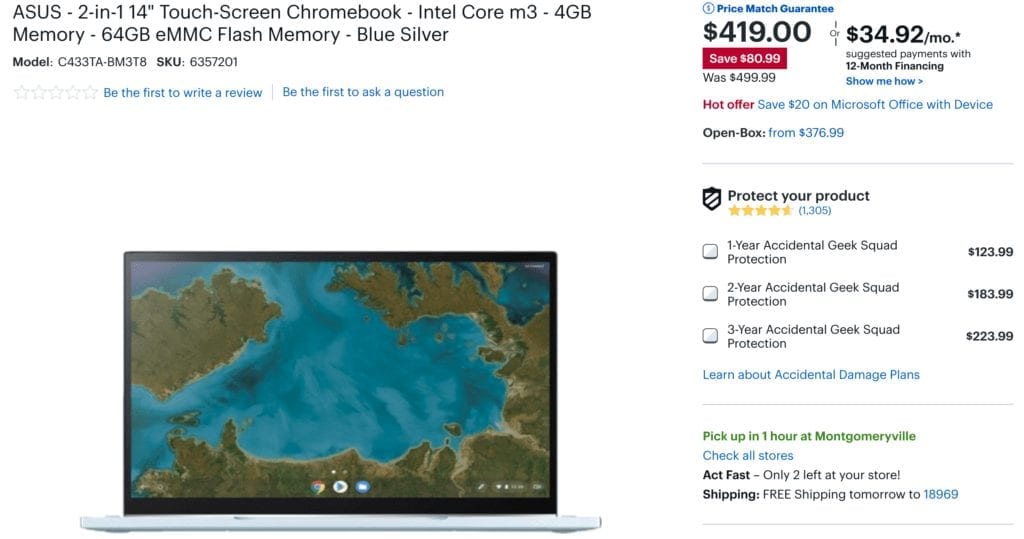 ASUS - 2-in-1 14" Touch-Screen Chromebook - Intel Core m3 - 4GB
Memory - 64GB eMMC Flash Memory - Blue Silver
Model: C433TA-BM3T8 SKU: 6357201
Be the first to write a review
Be the first to ask a question
Price Match Guarantee
$419.00
Save $80.99
Was $499.99
Or
$34.92/mo.*
suggested payments with
12-Month Financing
Show me how >
Hot offer Save $20 on Microsoft Office with Device
Open-Box: from $376.99
Protect your product
(1,305)
1-Year Accidental Geek Squad
Protection
$123.99
2-Year Accidental Geek Squad
Protection
$183.99
3-Year Accidental Geek Squad
Protection
$223.99
Learn about Accidental Damage Plans
Pick up in 1 hour at Montgomeryville
Check all stores
Act Fast – Only 2 left at your store!
Shipping: FREE Shipping tomorrow to 18969